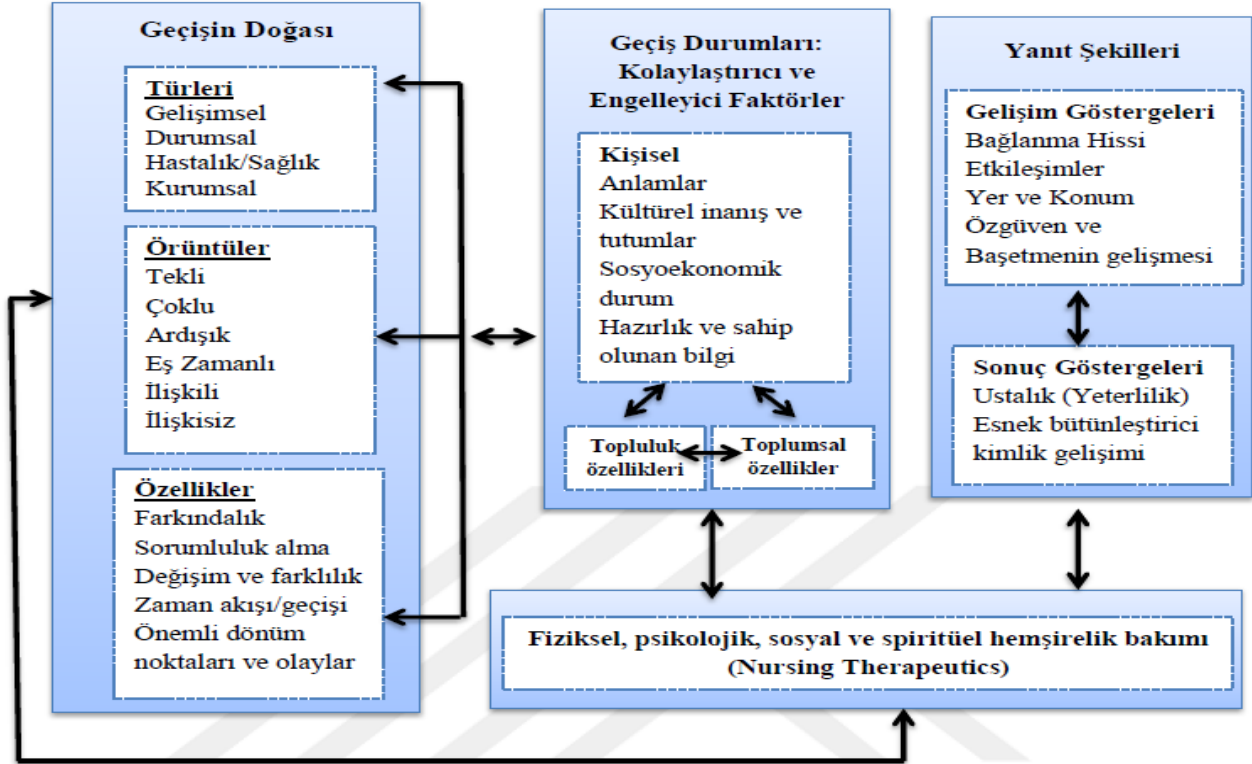 Geçişin Doğası
Türleri
Gelişimsel
Durumsal
Hastalık/Sağlık
Kurumsal
Örüntüler
Tekli
Çoklu
Ardışık
Eş Zamanlı
İlişkili
İlişkisiz
Özellikler
Farkındalık
Sorumluluk alma
Değişim ve farklılık
Zaman akışı/geçişi
Önemli dönüm
noktaları ve olaylar
Geçiş Durumları:
Kolaylaştırıcı ve
Engelleyici Faktörler
Kişisel
Anlamlar
Kültürel inanış ve
tutumlar
Sosyoekonomik
durum
Hazırlık ve sahip
olunan bilgi
Topluluk
özellikleri
Toplumsal
özellikler
Yanıt Şekilleri
Gelişim Göstergeleri
Bağlanma Hissi
Etkileşimler
Yer ve Konum
Özgüven ve
Başetmenin gelişmesi
Sonuç Göstergeleri
Ustalık (Yeterlilik)
Esnek bütünleştirici
kimlik gelişimi
Fiziksel, psikolojik, sosyal ve spiritüel hemşirelik bakımı
(Nursing Therapeutics)